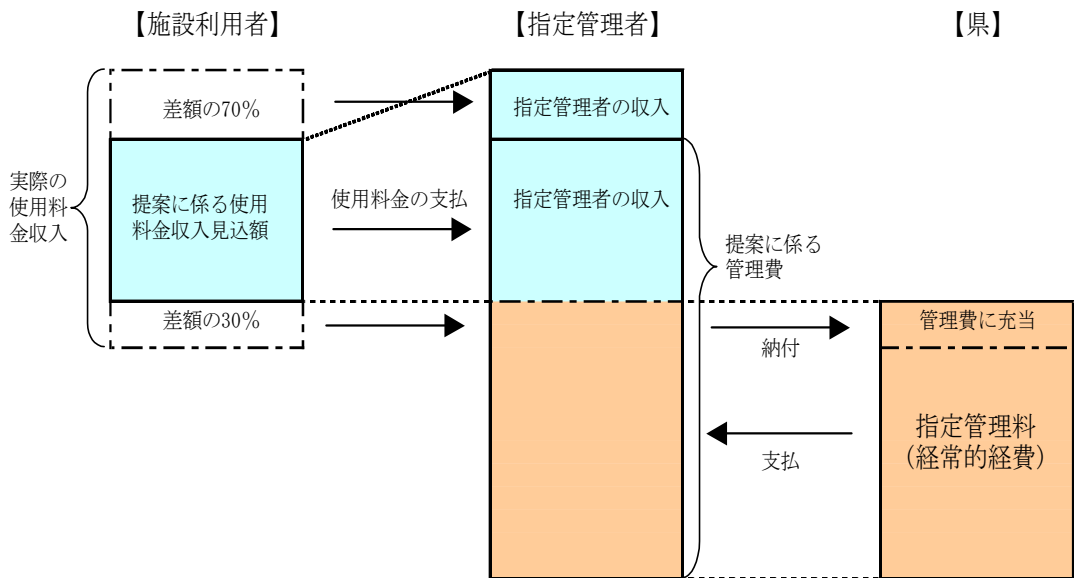 【施設利用者】
【指定管理者】
【県】
差額の70%
指定管理者の収入
実際の
使用料
金収入
提案に係る使用
料金収入見込額
使用料金の支払
指定管理者の収入
提案に係る
管理費
差額の30%
納付
管理費に充当
支払
指定管理料
(経常的経費)